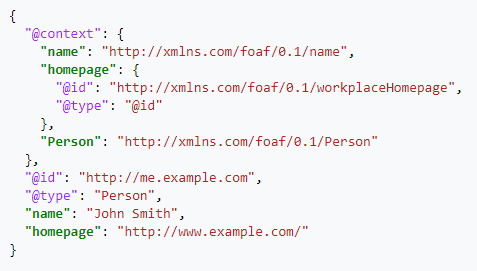 {
  "@context": {
    "name": "http://xmlns.com/foaf/0.1/name",
    "homepage": {
      "@id": "http://xmlns.com/foaf/0.1/workplaceHomepage",
      "@type": "@id"
    },
    "Person": "http://xmlns.com/foaf/0.1/Person"
  },
  "@id": "http://me.example.com",
  "@type": "Person",
  "name": "John Smith",
  "homepage": "http://www.example.com/"
}